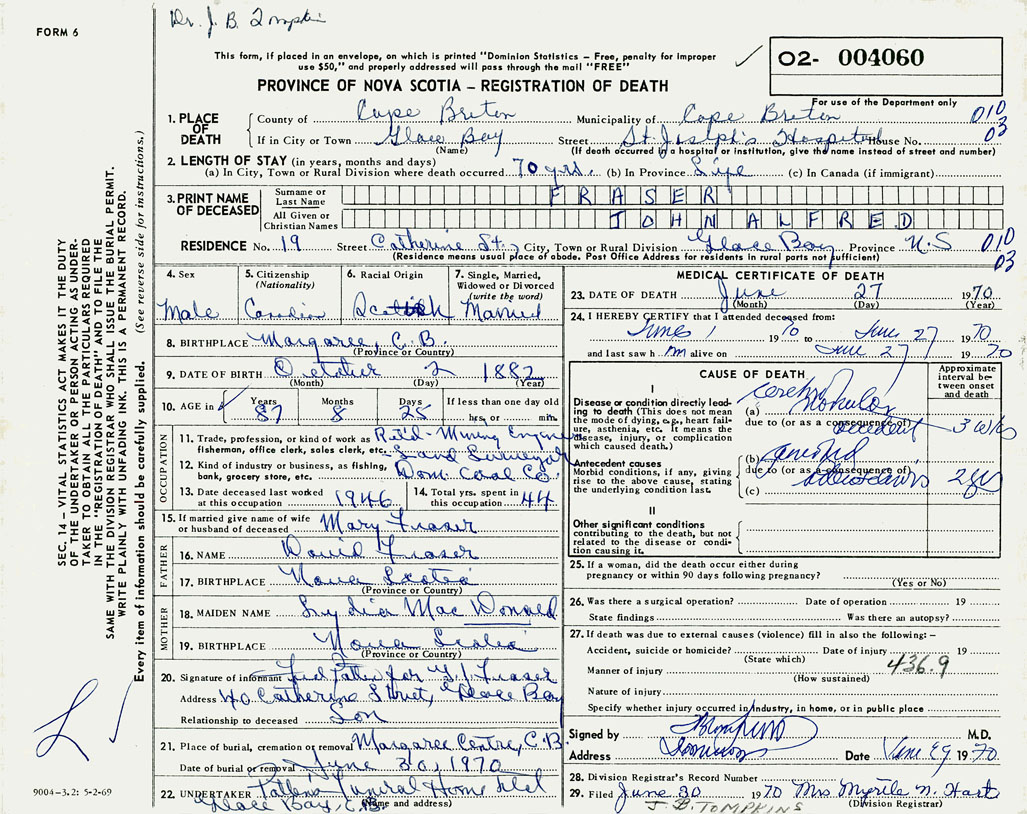 Dr. J. B. Tompkins
FORM 6
This form, if placed in an envelope, on which is printed "Dominion Statistics - Free, penalty for improper
use $50," and properly addressed will pass through the mail "FREE"
O2- 004060
For use of the Department only
PROVINCE OF NOVA SCOTIA - REGISTRATION OF DEATH
1. PLACE OF DEATH
County of Cape Breton Municipality of Cape Breton 010
If in City or Town Glace Bay Street St. Joseph's Hospital House No. 03
(Name) (If death occurred in a hospital or institution, give the name instead of street and number)
2. LENGTH OF STAY (in years, months and days)
(a) In City, Town or Rural Division where death occurred 70 yrs. (b) In Province Life (c) In Canada (if immigrant)
3. PRINT NAME OF DECEASED
Surname or Last Name FRASER
All Given or Christian Names JOHN ALFRED
RESIDENCE No. 19 Street Catherine St., City, Town or Rural Division Glace Bay Province N.S 010
(Residence means usual place of abode. Post Office Address for residents in rural parts not sufficient) 03
4. Sex
Male
5. Citizenship
(Nationality)
Canadian
6. Racial Origin
Scottish
7. Single, Married,
Widowed or Divorced
(write the word)
Married
8. BIRTHPLACE Margaree, C.B.
(Province or Country)
9. DATE OF BIRTH October 2 1882
(Month) (Day) (Year)
10. AGE in
Years Months Days If less than one day old
87 8 25 hrs. or min.
OCCUPATION
11. Trade, profession, or kind of work as Ret'd - Mining Engineer
fisherman, office clerk, sales clerk, etc. Land Surveyor
12. Kind of industry or business, as fishing, Dom. Coal Co.
bank, grocery store, etc.
13. Date deceased last worked
at this occupation 1946
14. Total yrs. spent in
this occupation 44
15. If married give name of wife
or husband of deceased Mary Fraser
FATHER
16. NAME David Fraser
17. BIRTHPLACE Nova Scotia
(Province or Country)
MOTHER
18. MAIDEN NAME Lydia Mac Donald
19. BIRTHPLACE Nova Scotia
(Province or Country)
20. Signature of informant for Fraser
Address 40 Catherine Street, Glace Bay
Relationship to deceased Son
21. Place of burial, cremation or removal Margaree Centre, C.B.
Date of burial or removal June 30, 1970
22. UNDERTAKER Funeral Home Ltd
Glace Bay, C.B. (Name and address)
MEDICAL CERTIFICATE OF DEATH
23. DATE OF DEATH June 27 1970
(Month) (Day) (Year)
24. I HEREBY CERTIFY that I attended deceased from:
June 1 1970 to June 27 1970
and last saw h im alive on June 27 1970
CAUSE OF DEATH
Approximate
interval be-
tween onset
and death
I
Disease or condition directly lead-
ing to death (This does not mean
the mode of dying, e.g., heart fail-
ure, asthenia, etc. It means the
disease, injury, or complication
which caused death.)
(a) cerebro vascular
due to (or as a consequence of) accident 3 wks
Antecedent causes
Morbid conditions, if any, giving
rise to the above cause, stating
the underlying condition last.
(b)
due to (or as a consequence of)
(c) 2 yrs
II
Other significant conditions
contributing to the death, but not
related to the disease or condi-
tion causing it.
25. If a woman, did the death occur either during
pregnancy or within 90 days following pregnancy?
(Yes or No)
26. Was there a surgical operation? Date of operation 19
State findings Was there an autopsy?
27. If death was due to external causes (violence) fill in also the following:-
Accident, suicide or homicide? Date of injury 19
(State which)
Manner of injury 436.9
(How sustained)
Nature of injury
Specify whether injury occurred in industry, in home, or in public place
Signed by Tompkins M.D.
Address Dominion Date June 29 1970
28. Division Registrar's Record Number
29. Filed June 30 1970 Mrs Myrtle N. Hart
J. B. TOMPKINS (Division Registrar)
SEC. 14 - VITAL STATISTICS ACT MAKES IT THE DUTY
OF THE UNDERTAKER OR PERSON ACTING AS UNDER-
TAKER TO OBTAIN ALL THE PARTICULARS REQUIRED
IN THE "REGISTRATION OF DEATH" AND TO FILE THE
SAME WITH THE DIVISION REGISTRAR WHO SHALL ISSUE THE BURIAL PERMIT.
WRITE PLAINLY WITH UNFADING INK. THIS IS A PERMANENT RECORD.
Every item of information should be carefully supplied. (See reverse side for instructions.)
9004-3.2: 5-2-69